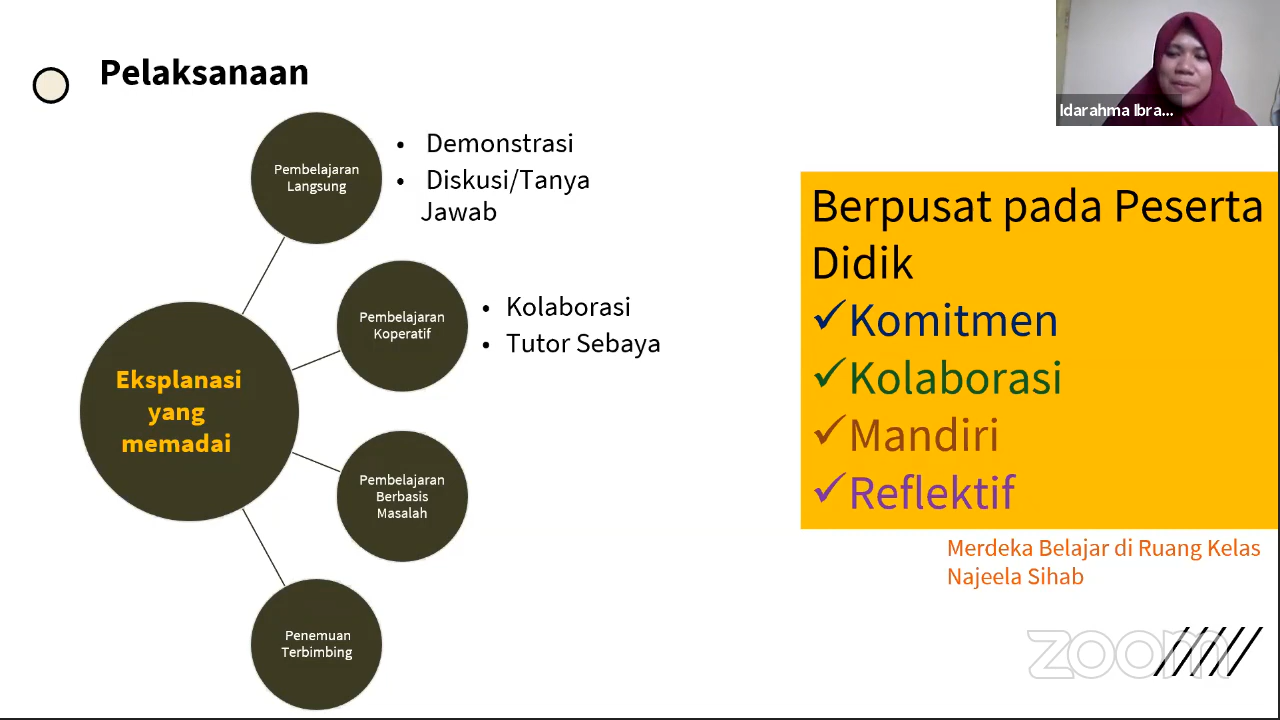 Pelaksanaan
Idarahma Ibra...
Pembelajaran
Langsung
• Demonstrasi
• Diskusi/Tanya
Jawab
Pembelajaran
Koperatif
• Kolaborasi
• Tutor Sebaya
Eksplanasi
yang
memadai
Pembelajaran
Berbasis
Masalah
Penemuan
Terbimbing
Berpusat pada Peserta
Didik
✓Komitmen
✓Kolaborasi
✓Mandiri
✓Reflektif
Merdeka Belajar di Ruang Kelas
Najeela Sihab
zoom